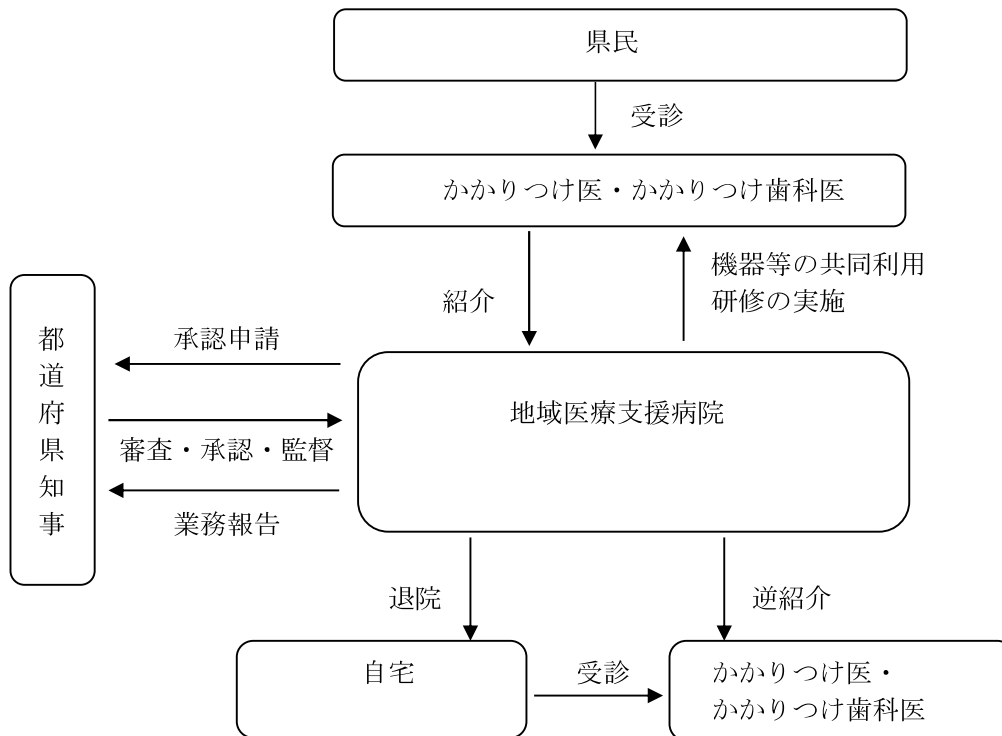 県民
受診
かかりつけ医・かかりつけ歯科医
紹介
機器等の共同利用
研修の実施
都道府県知事
承認申請
審査・承認・監督
業務報告
地域医療支援病院
退院
逆紹介
自宅
受診
かかりつけ医・
かかりつけ歯科医